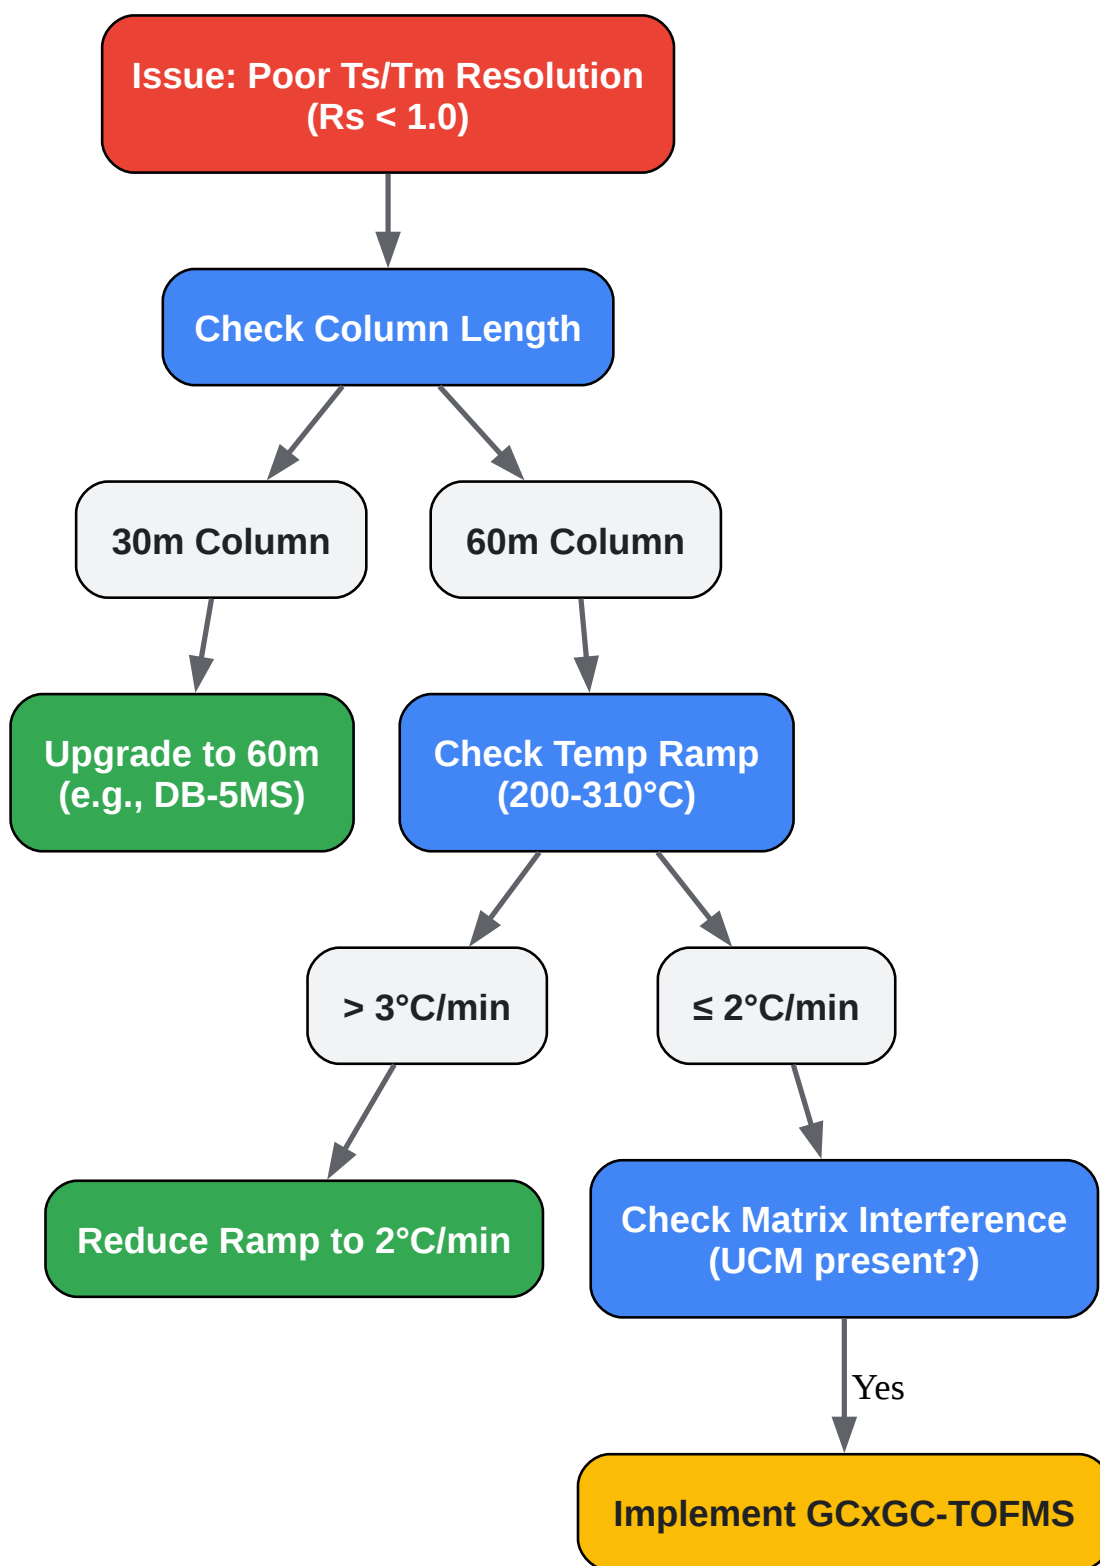 Issue: Poor Ts/Tm Resolution
(Rs < 1.0)
Check Column Length
30m Column
60m Column
Upgrade to 60m
(e.g., DB-5MS)
Check Temp Ramp
(200-310°C)
> 3°C/min
≤ 2°C/min
Reduce Ramp to 2°C/min
Check Matrix Interference
(UCM present?)
Yes
Implement GCxGC-TOFMS